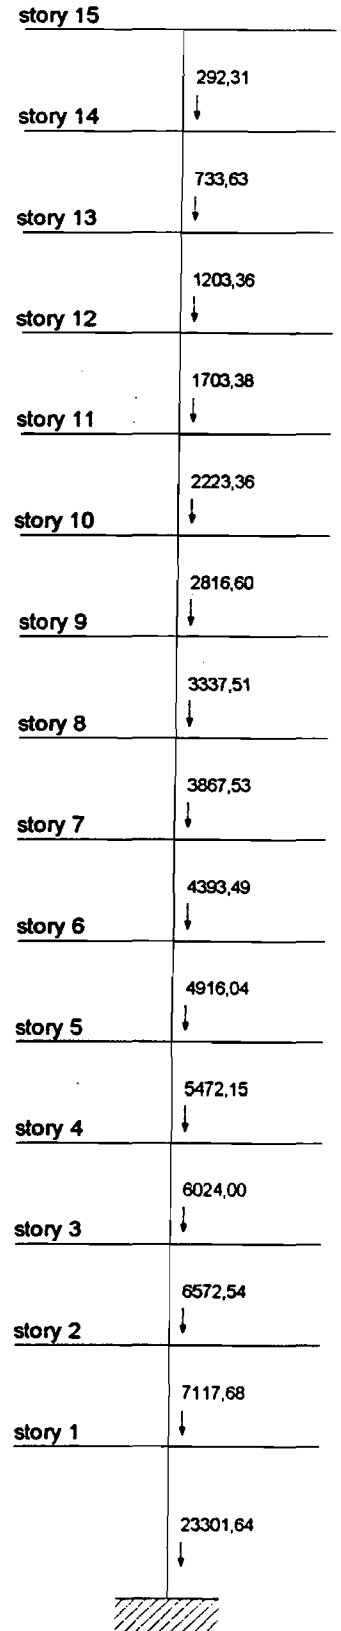 story 15
292,31
story 14
733,63
story 13
1203,36
story 12
1703,38
story 11
2223,36
story 10
2816,60
story 9
3337,51
story 8
3867,53
story 7
4393,49
story 6
4916,04
story 5
5472,15
story 4
6024,00
story 3
6572,54
story 2
7117,68
story 1
23301,64